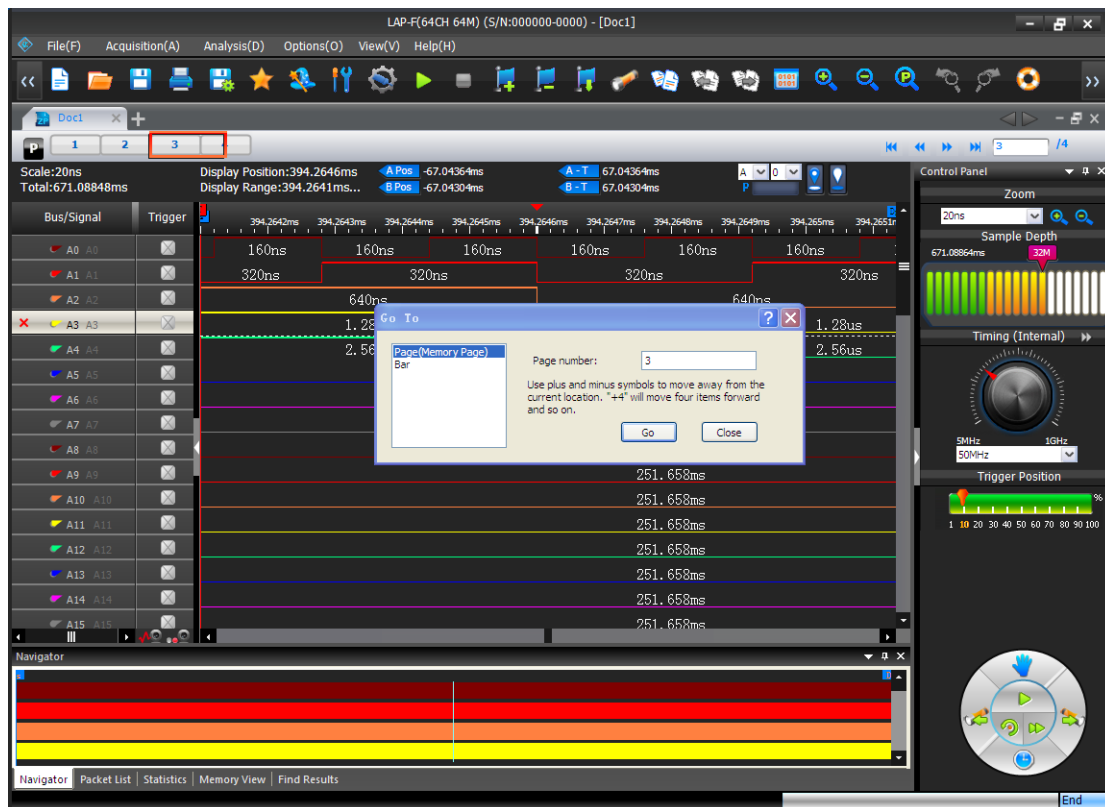 LAP-F(64CH 64M) (S/N:000000-0000) - [Doc1]
File(F) Acquisition(A) Analysis(D) Options(O) View(V) Help(H)
Doc1
P 1 2 3
3 /4
Scale:20ns Display Position:394.2646ms A Pos -67.04364ms A - T 67.04364ms A 0
Total:671.08848ms Display Range:394.2641ms... B Pos -67.04304ms B - T 67.04304ms P
Bus/Signal Trigger
394.2642ms 394.2643ms 394.2644ms 394.2645ms 394.2646ms 394.2647ms 394.2648ms 394.2649ms 394.265ms 394.2651m
A0 A0 160ns 160ns 160ns 160ns 160ns 160ns
A1 A1 320ns 320ns 320ns 320ns
A2 A2 640ns 640ns
A3 A3 1.28 1.28us
A4 A4 2.56 2.56us
A5 A5
A6 A6
A7 A7
A8 A8
A9 A9 251.658ms
A10 A10 251.658ms
A11 A11 251.658ms
A12 A12 251.658ms
A13 A13 251.658ms
A14 A14 251.658ms
A15 A15 251.658ms
Go To
Page(Memory Page)
Bar
Page number: 3
Use plus and minus symbols to move away from the
current location. "+4" will move four items forward
and so on.
Go Close
Control Panel
Zoom
20ns
Sample Depth
671.08864ms 32M
Timing (Internal)
5MHz 1GHz
50MHz
Trigger Position
%
1 10 20 30 40 50 60 70 80 90 100
Navigator
Navigator Packet List Statistics Memory View Find Results
End